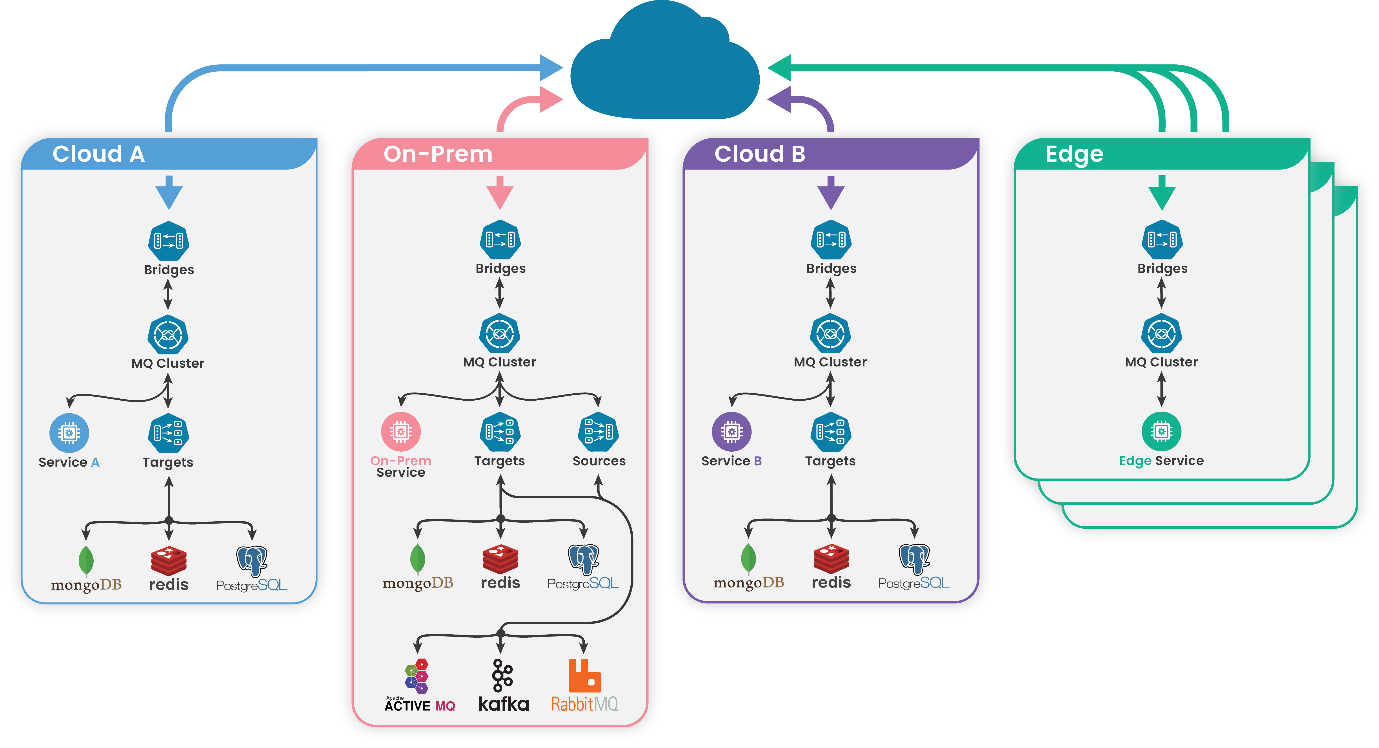 Cloud A
Bridges
MQ Cluster
Service A
Targets
mongoDB
redis
PostgreSQL
On-Prem
Bridges
MQ Cluster
On-Prem
Service
Targets
Sources
mongoDB
redis
PostgreSQL
Apache
ACTIVE MQ
kafka
RabbitMQ
Cloud B
Bridges
MQ Cluster
Service B
Targets
mongoDB
redis
PostgreSQL
Edge
Bridges
MQ Cluster
Edge Service